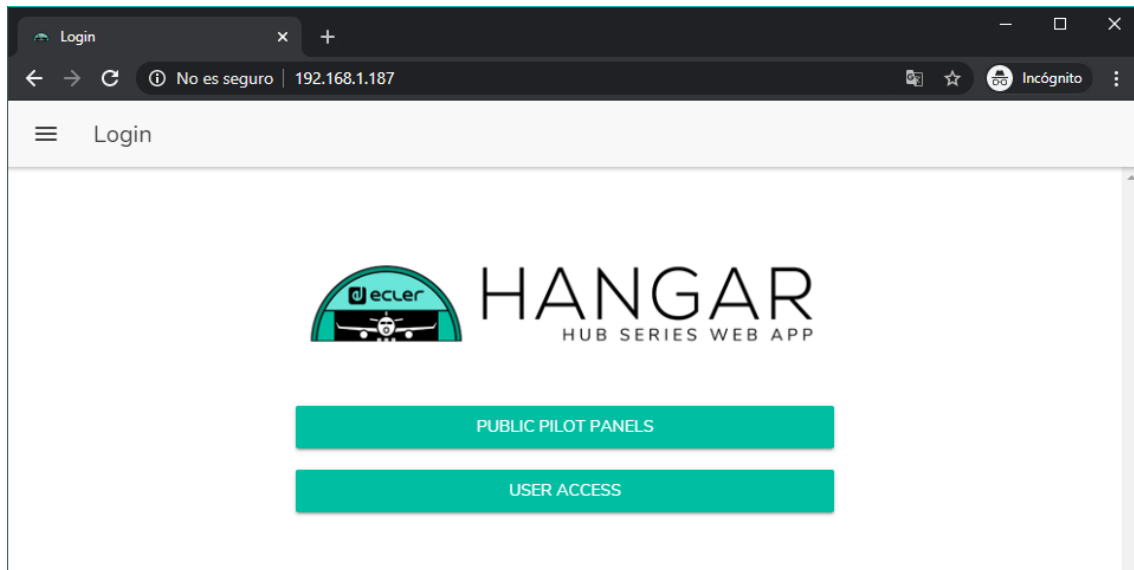 Login
No es seguro 192.168.1.187 Incógnito
Login
ecler
HANGAR
HUB SERIES WEB APP
PUBLIC PILOT PANELS
USER ACCESS